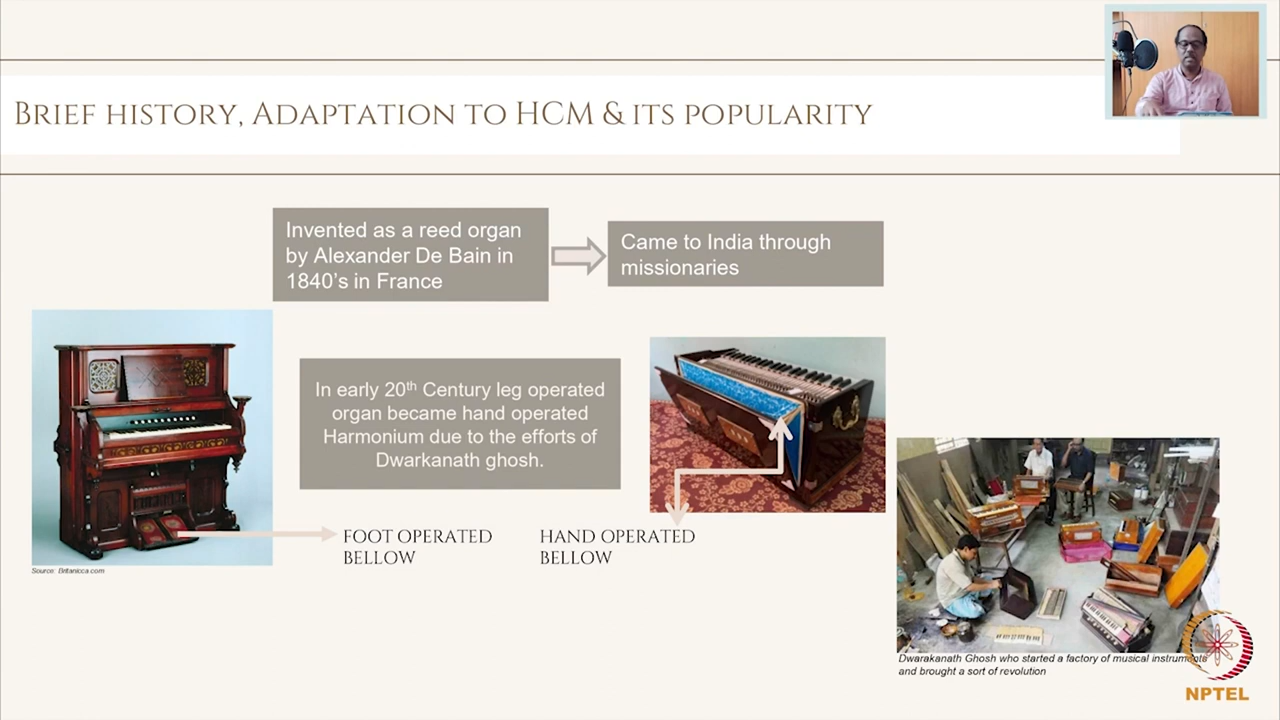 BRIEF HISTORY, ADAPTATION TO HCM & ITS POPULARITY
Invented as a reed organ
by Alexander De Bain in
1840's in France
Came to India through
missionaries
In early 20th Century leg operated
organ became hand operated
Harmonium due to the efforts of
Dwarkanath ghosh.
FOOT OPERATED
BELLOW
HAND OPERATED
BELLOW
Source: Britanicca.com
Dwarakanath Ghosh who started a factory of musical instruments
and brought a sort of revolution
NPTEL